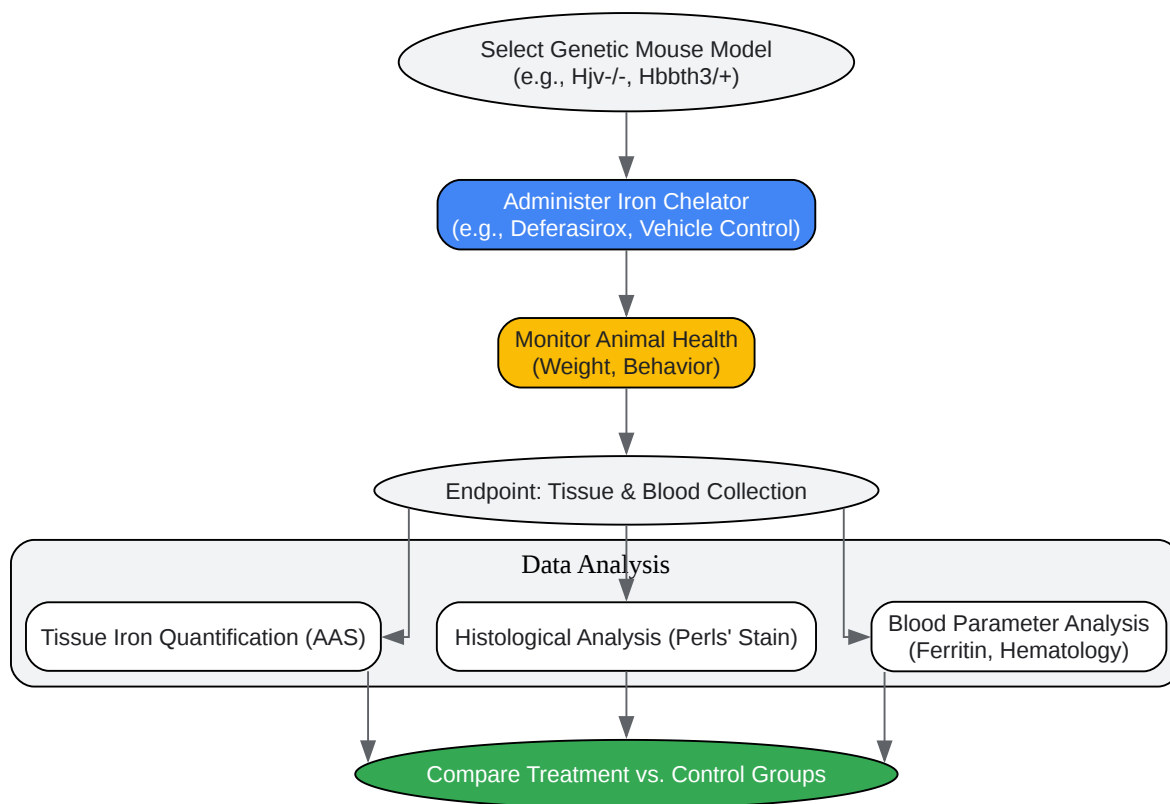 Select Genetic Mouse Model
(e.g., Hjv-/-, Hbbth3/+)
Administer Iron Chelator
(e.g., Deferasirox, Vehicle Control)
Monitor Animal Health
(Weight, Behavior)
Endpoint: Tissue & Blood Collection
Data Analysis
Tissue Iron Quantification (AAS)
Histological Analysis (Perls' Stain)
Blood Parameter Analysis
(Ferritin, Hematology)
Compare Treatment vs. Control Groups